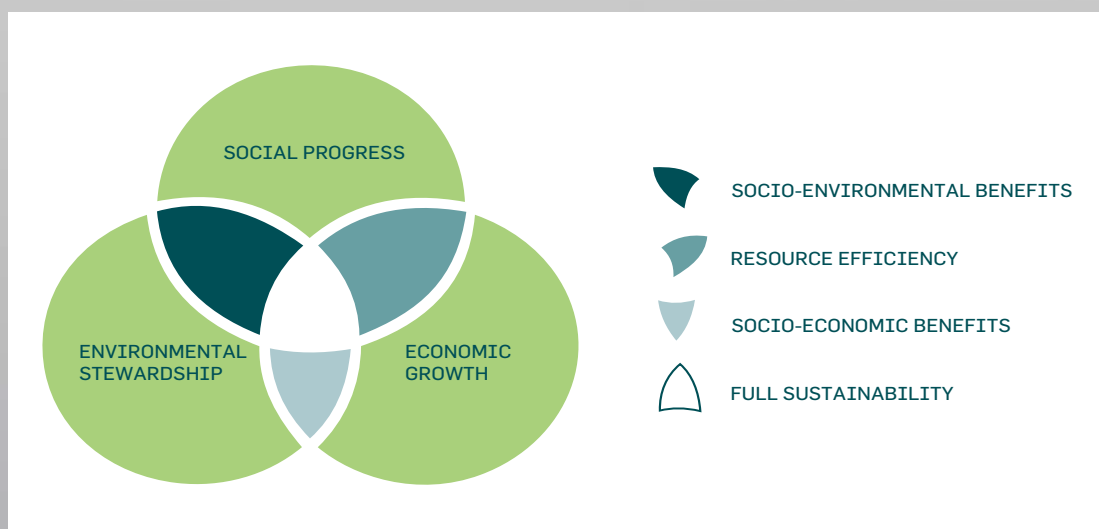 SOCIAL PROGRESS
ENVIRONMENTAL
STEWARDSHIP
ECONOMIC
GROWTH
SOCIO-ENVIRONMENTAL BENEFITS
RESOURCE EFFICIENCY
SOCIO-ECONOMIC BENEFITS
FULL SUSTAINABILITY